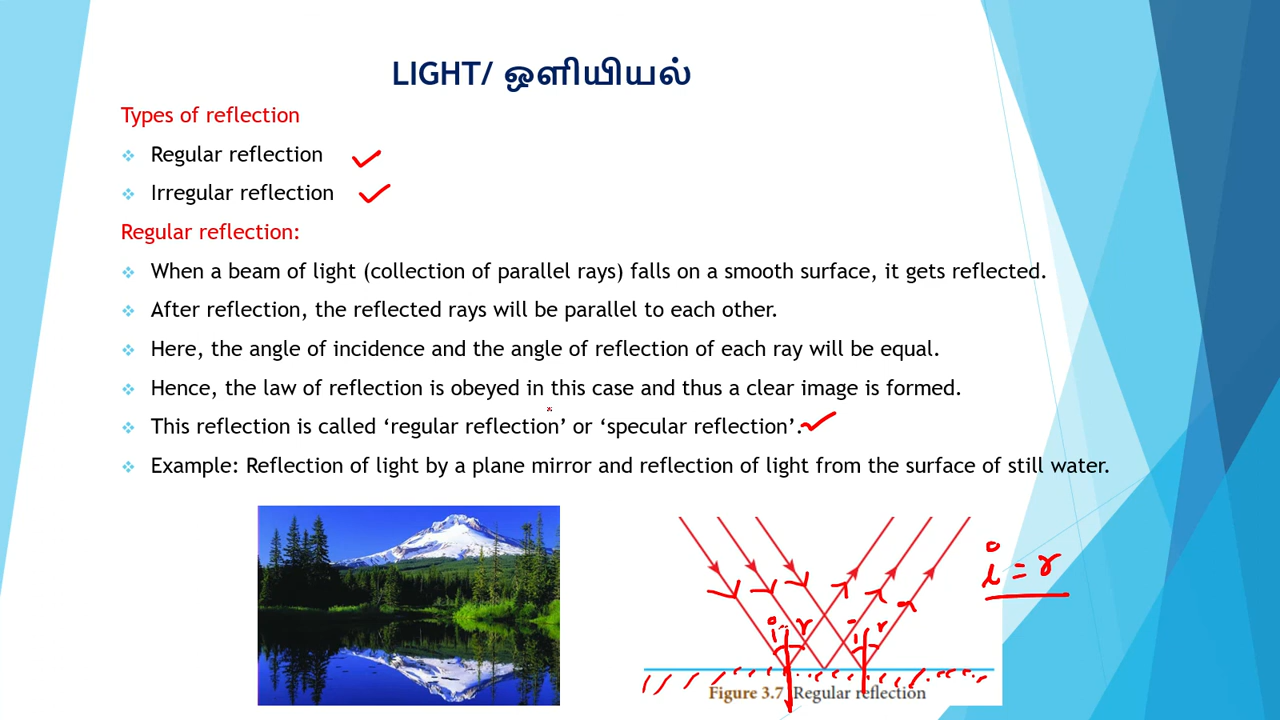 LIGHT/ ஒளியியல்
Types of reflection
Regular reflection
Irregular reflection
Regular reflection:
When a beam of light (collection of parallel rays) falls on a smooth surface, it gets reflected.
After reflection, the reflected rays will be parallel to each other.
Here, the angle of incidence and the angle of reflection of each ray will be equal.
Hence, the law of reflection is obeyed in this case and thus a clear image is formed.
This reflection is called ‘regular reflection’ or ‘specular reflection’.
Example: Reflection of light by a plane mirror and reflection of light from the surface of still water.
i = r
i r i r
Figure 3.7 Regular reflection